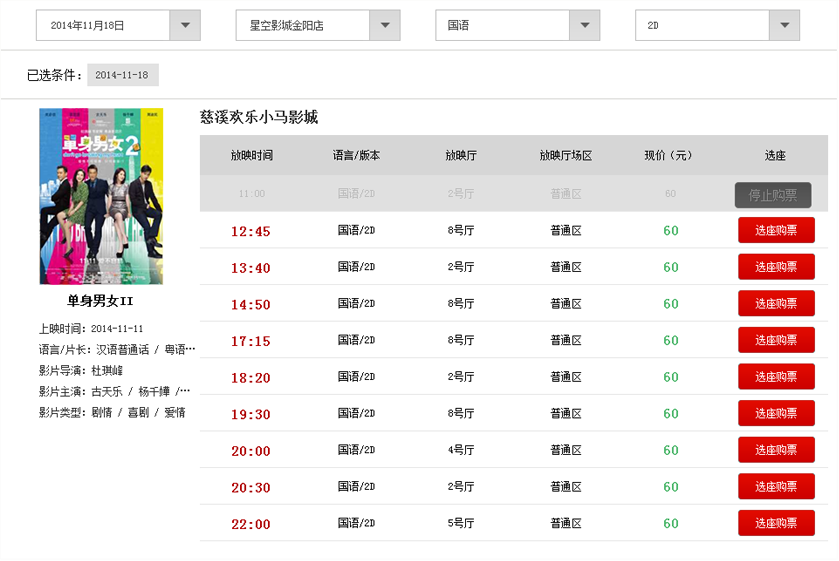 2014年11月18日
星空影城金阳店
国语
2D
已选条件：
2014-11-18
单身男女2
单身男女II
上映时间：2014-11-11
语言/片长：汉语普通话 / 粤语…
影片导演：杜琪峰
影片主演：古天乐 / 杨千嬅 /…
影片类型：剧情 / 喜剧 / 爱情
慈溪欢乐小马影城
放映时间 语言/版本 放映厅 放映厅场区 现价（元） 选座
11:00 国语/2D 2号厅 普通区 60 停止购票
12:45 国语/2D 8号厅 普通区 60 选座购票
13:40 国语/2D 2号厅 普通区 60 选座购票
14:50 国语/2D 8号厅 普通区 60 选座购票
17:15 国语/2D 8号厅 普通区 60 选座购票
18:20 国语/2D 2号厅 普通区 60 选座购票
19:30 国语/2D 8号厅 普通区 60 选座购票
20:00 国语/2D 4号厅 普通区 60 选座购票
20:30 国语/2D 2号厅 普通区 60 选座购票
22:00 国语/2D 5号厅 普通区 60 选座购票